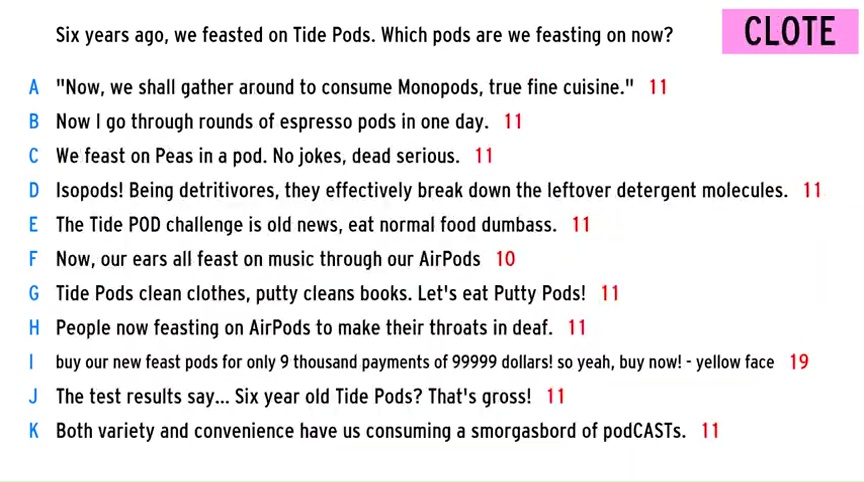 Six years ago, we feasted on Tide Pods. Which pods are we feasting on now?
CLOTE
A "Now, we shall gather around to consume Monopods, true fine cuisine." 11
B Now I go through rounds of espresso pods in one day. 11
C We feast on Peas in a pod. No jokes, dead serious. 11
D Isopods! Being detritivores, they effectively break down the leftover detergent molecules. 11
E The Tide POD challenge is old news, eat normal food dumbass. 11
F Now, our ears all feast on music through our AirPods 10
G Tide Pods clean clothes, putty cleans books. Let's eat Putty Pods! 11
H People now feasting on AirPods to make their throats in deaf. 11
I buy our new feast pods for only 9 thousand payments of 99999 dollars! so yeah, buy now! - yellow face 19
J The test results say... Six year old Tide Pods? That's gross! 11
K Both variety and convenience have us consuming a smorgasbord of podCASTs. 11